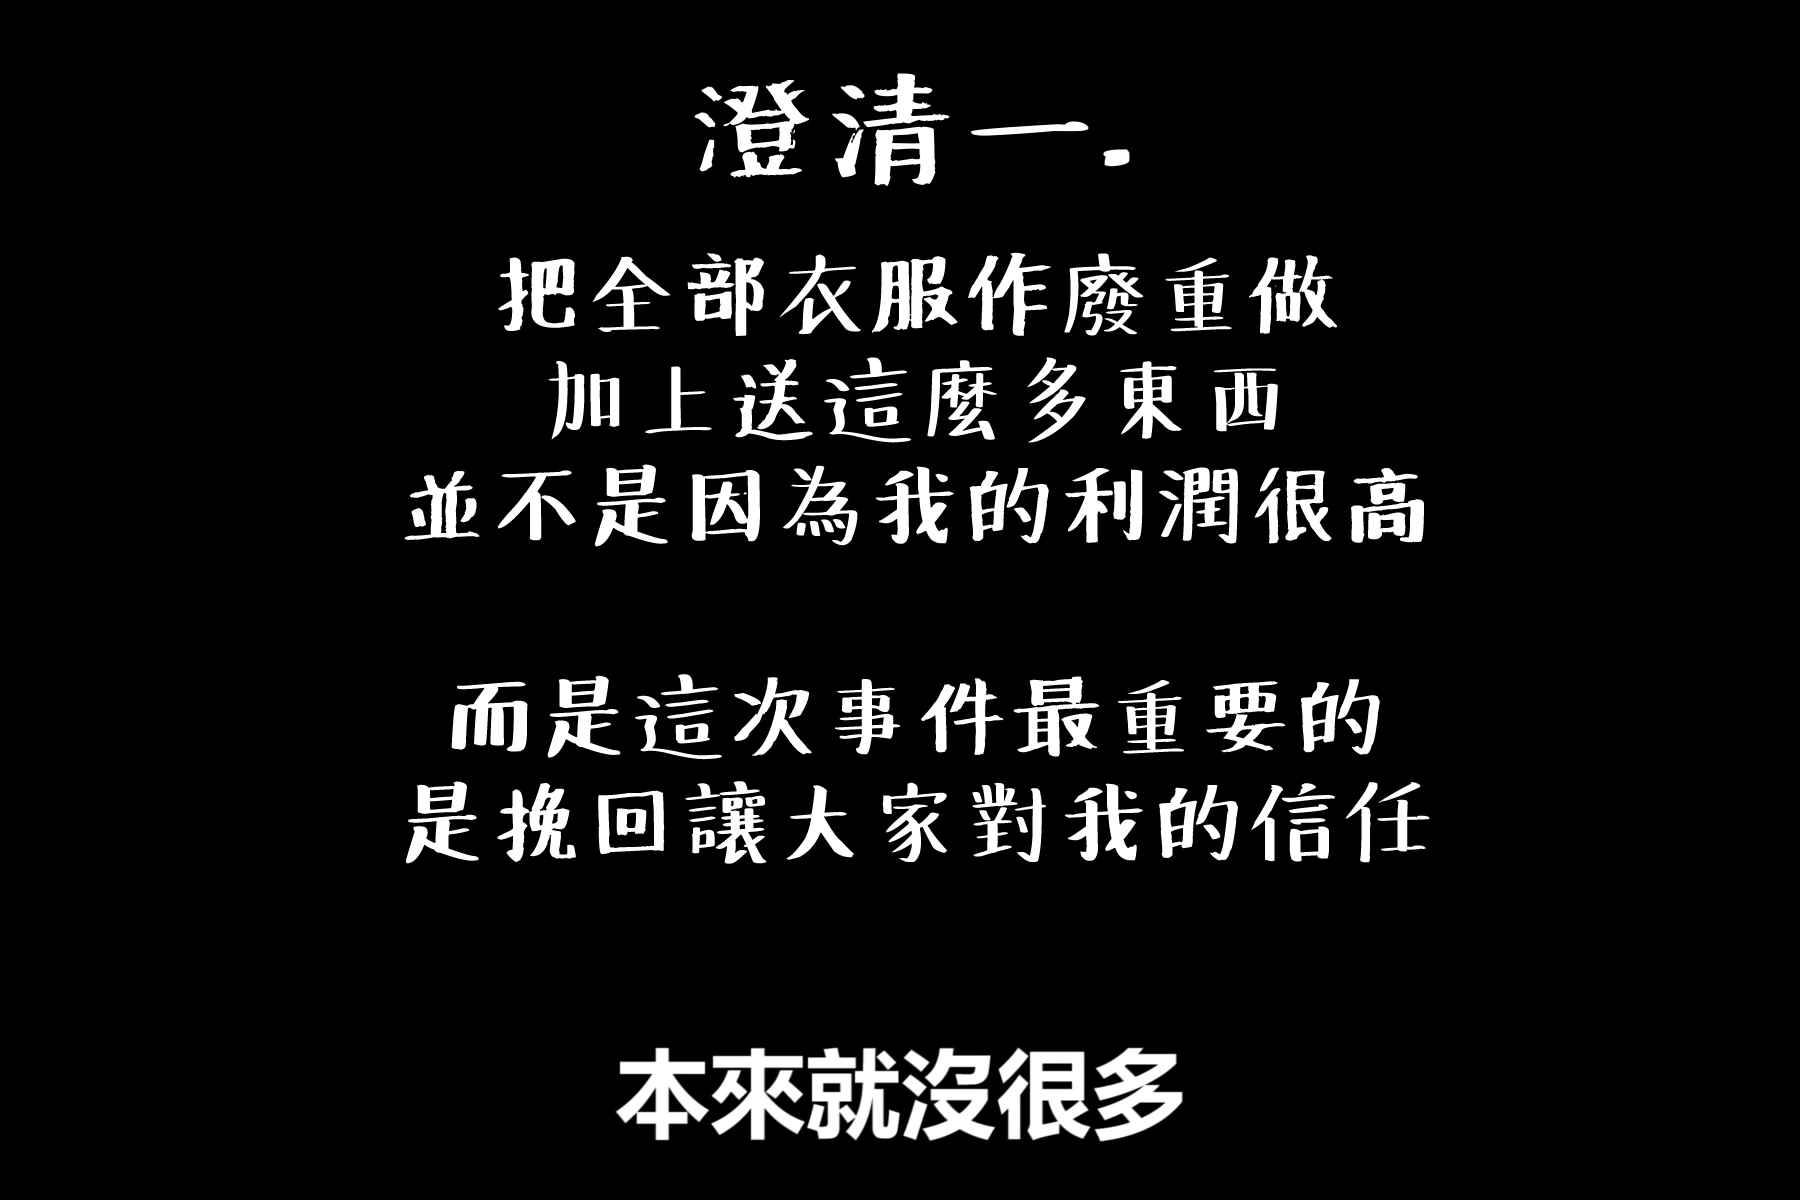 澄清一.
把全部衣服作廢重做
加上送這麼多東西
並不是因為我的利潤很高
而是這次事件最重要的
是挽回讓大家對我的信任
本來就沒很多